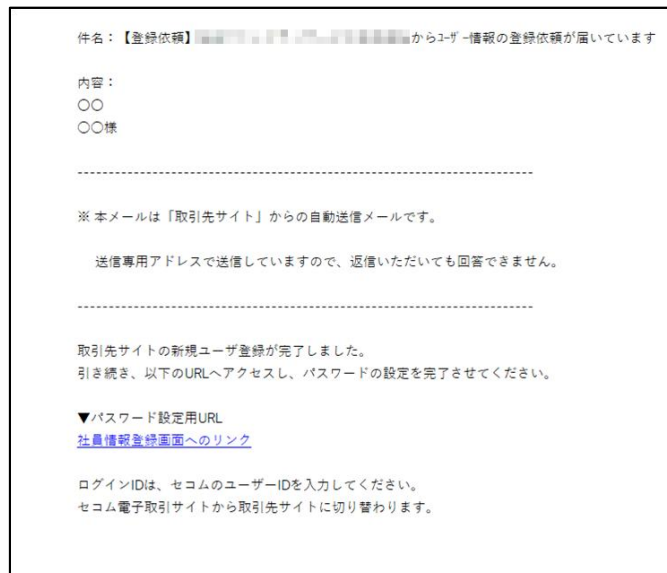 件名：【登録依頼】からﾕｰｻﾞｰ情報の登録依頼が届いています
内容：
〇〇
〇〇様
--------------------------------------------------------------------------
※ 本メールは「取引先サイト」からの自動送信メールです。
送信専用アドレスで送信していますので、返信いただいても回答できません。
--------------------------------------------------------------------------
取引先サイトの新規ユーザ登録が完了しました。
引き続き、以下のURLへアクセスし、パスワードの設定を完了させてください。
▼パスワード設定用URL
社員情報登録画面へのリンク
ログインIDは、セコムのユーザーIDを入力してください。
セコム電子取引サイトから取引先サイトに切り替わります。